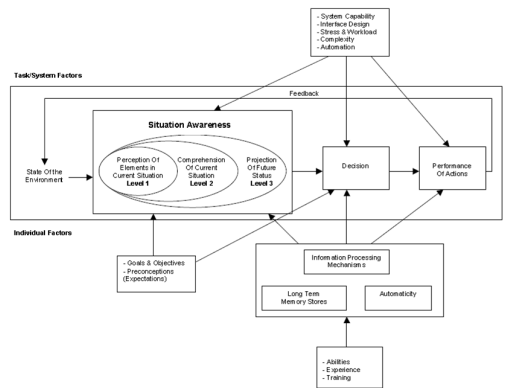 - System Capability
- Interface Design
- Stress & Workload
- Complexity
- Automation
Task/System Factors
Feedback
Situation Awareness
Perception Of
Elements in
Current Situation
Level 1
Comprehension
Of Current
Situation
Level 2
Projection
Of Future
Status
Level 3
State Of the
Environment
Decision
Performance
Of Actions
Individual Factors
- Goals & Objectives
- Preconceptions
(Expectations)
Information Processing
Mechanisms
Long Term
Memory Stores
Automaticity
- Abilities
- Experience
- Training